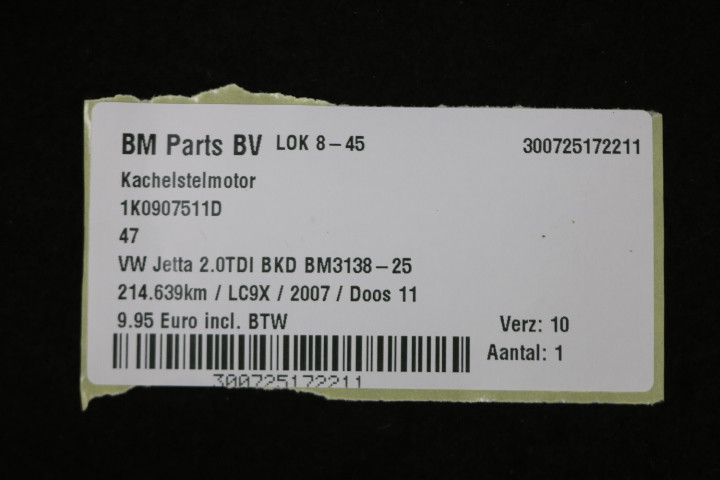 BM Parts BV LOK 8-45 300725172211
Kachelstelmotor
1K0907511D
47
VW Jetta 2.0TDI BKD BM3138-25
214.639km / LC9X / 2007 / Doos 11
9.95 Euro incl. BTW Verz: 10
Aantal: 1
300725172211